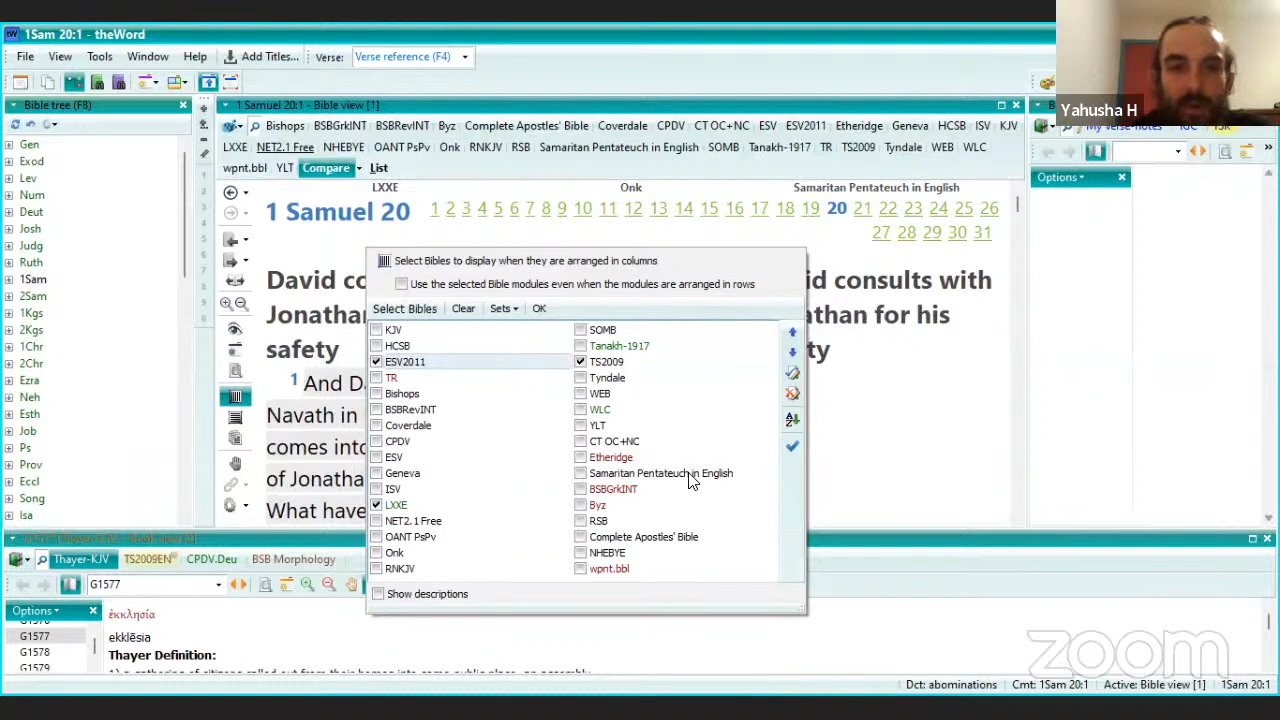 1Sam 20:1 - theWord
File View Tools Window Help Add Titles... Verse: Verse reference (F4)
Yahusha H
Bible tree (F8)
Gen
Exod
Lev
Num
Deut
Josh
Judg
Ruth
1Sam
2Sam
1Kgs
2Kgs
1Chr
2Chr
Ezra
Neh
Esth
Job
Ps
Prov
Eccl
Song
Isa
1 Samuel 20:1 - Bible view [1]
Bishops BSBGrkINT BSBRevINT Byz Complete Apostles' Bible Coverdale CPDV CT OC+NC ESV ESV2011 Etheridge Geneva HCSB ISV KJV
LXXE NET2.1 Free NHEBYE OANT PsPv Onk RNKJV RSB Samaritan Pentateuch in English SOMB Tanakh-1917 TR TS2009 Tyndale WEB WLC
wpnt.bbl YLT Compare List
LXXE Onk Samaritan Pentateuch in English
1 Samuel 20 1 2 3 4 5 6 7 8 9 10 11 12 13 14 15 16 17 18 19 20 21 22 23 24 25 26
27 28 29 30 31
David co
Jonathar
safety
1 And D
Navath in
comes into
of Jonatha
What have
id consults with
athan for his
ty
Select Bibles to display when they are arranged in columns
Use the selected Bible modules even when the modules are arranged in rows
Select Bibles Clear Sets OK
KJV
HCSB
ESV2011
TR
Bishops
BSBRevINT
Coverdale
CPDV
ESV
Geneva
ISV
LXXE
NET2.1 Free
OANT PsPv
Onk
RNKJV
SOMB
Tanakh-1917
TS2009
Tyndale
WEB
WLC
YLT
CT OC+NC
Etheridge
Samaritan Pentateuch in English
BSBGrkINT
Byz
RSB
Complete Apostles' Bible
NHEBYE
wpnt.bbl
Show descriptions
My verse-notes
Options
Thayer-KJV TS2009EN CPDV.Deu BSB Morphology
G1577
Options
G1577
G1578
G1579
ἐκκλησία
ekklēsia
Thayer Definition:
zoom
Dct: abominations Cmt: 1Sam 20:1 Active: Bible view [1] 1Sam 20:1